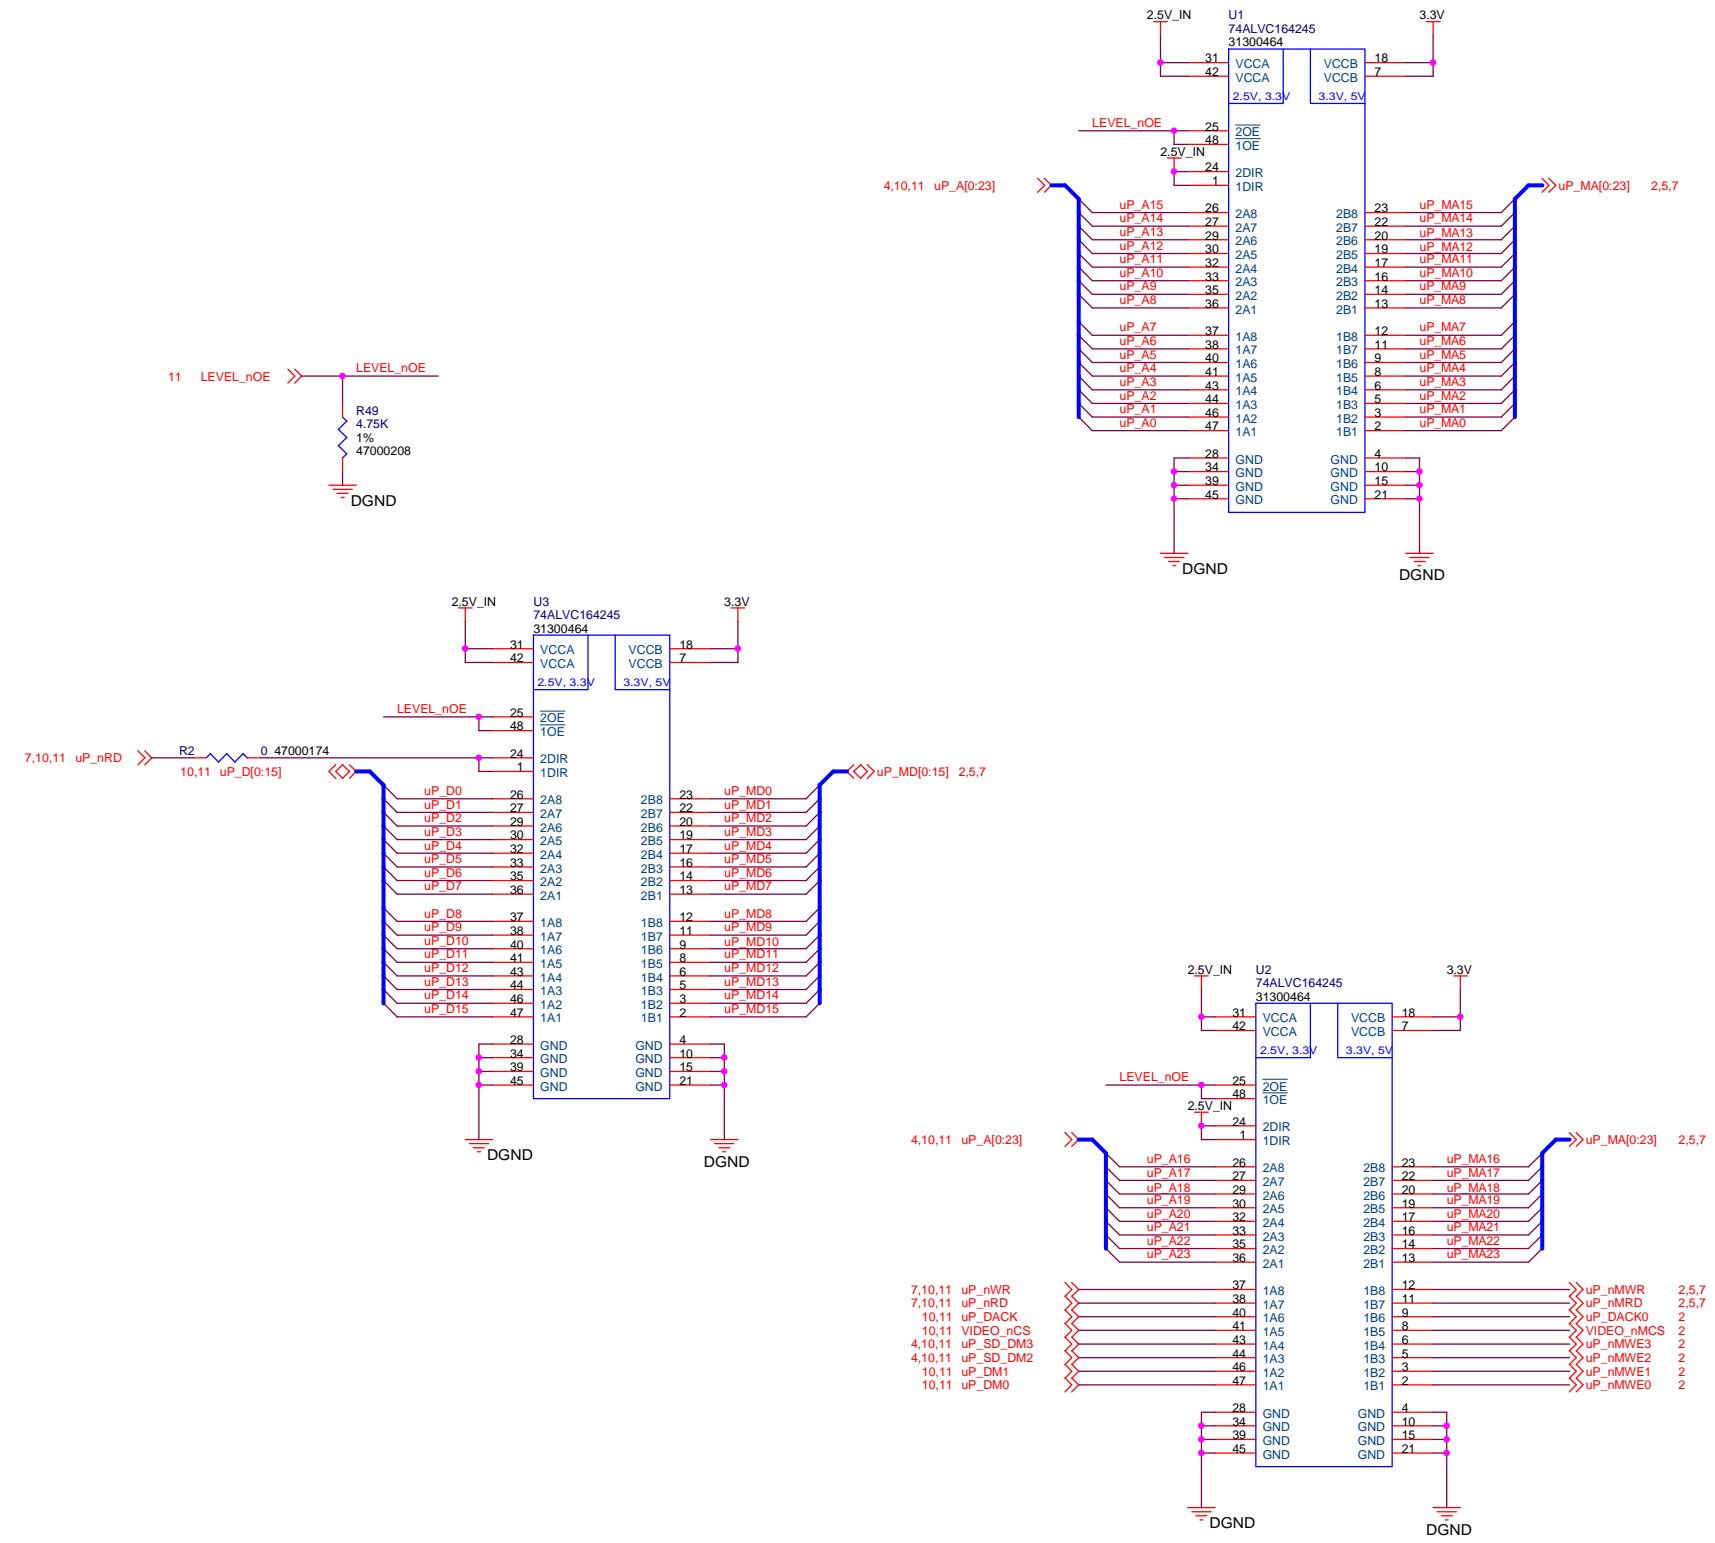 2.5V_IN
U1
74ALVC164245
31300464
3.3V
31 VCCA VCCB 18
42 VCCA VCCB 7
2.5V, 3.3V 3.3V, 5V
LEVEL_nOE
25 2OE
48 1OE
2.5V_IN
24 2DIR
1 1DIR
4,10,11 uP_A[0:23]
uP_MA[0:23] 2,5,7
uP_A15 26 2A8 2B8 23 uP_MA15
uP_A14 27 2A7 2B7 22 uP_MA14
uP_A13 29 2A6 2B6 20 uP_MA13
uP_A12 30 2A5 2B5 19 uP_MA12
uP_A11 32 2A4 2B4 17 uP_MA11
uP_A10 33 2A3 2B3 16 uP_MA10
uP_A9 35 2A2 2B2 14 uP_MA9
uP_A8 36 2A1 2B1 13 uP_MA8
uP_A7 37 1A8 1B8 12 uP_MA7
uP_A6 38 1A7 1B7 11 uP_MA6
uP_A5 40 1A6 1B6 9 uP_MA5
uP_A4 41 1A5 1B5 8 uP_MA4
uP_A3 43 1A4 1B4 6 uP_MA3
uP_A2 44 1A3 1B3 5 uP_MA2
uP_A1 46 1A2 1B2 3 uP_MA1
uP_A0 47 1A1 1B1 2 uP_MA0
28 GND GND 4
34 GND GND 10
39 GND GND 15
45 GND GND 21
DGND
DGND
11 LEVEL_nOE
LEVEL_nOE
R49
4.75K
1%
47000208
DGND
2.5V_IN
U3
74ALVC164245
31300464
3.3V
31 VCCA VCCB 18
42 VCCA VCCB 7
2.5V, 3.3V 3.3V, 5V
LEVEL_nOE
25 2OE
48 1OE
7,10,11 uP_nRD
R2 0 47000174
24 2DIR
1 1DIR
10,11 uP_D[0:15]
uP_MD[0:15] 2,5,7
uP_D0 26 2A8 2B8 23 uP_MD0
uP_D1 27 2A7 2B7 22 uP_MD1
uP_D2 29 2A6 2B6 20 uP_MD2
uP_D3 30 2A5 2B5 19 uP_MD3
uP_D4 32 2A4 2B4 17 uP_MD4
uP_D5 33 2A3 2B3 16 uP_MD5
uP_D6 35 2A2 2B2 14 uP_MD6
uP_D7 36 2A1 2B1 13 uP_MD7
uP_D8 37 1A8 1B8 12 uP_MD8
uP_D9 38 1A7 1B7 11 uP_MD9
uP_D10 40 1A6 1B6 9 uP_MD10
uP_D11 41 1A5 1B5 8 uP_MD11
uP_D12 43 1A4 1B4 6 uP_MD12
uP_D13 44 1A3 1B3 5 uP_MD13
uP_D14 46 1A2 1B2 3 uP_MD14
uP_D15 47 1A1 1B1 2 uP_MD15
28 GND GND 4
34 GND GND 10
39 GND GND 15
45 GND GND 21
DGND
DGND
2.5V_IN
U2
74ALVC164245
31300464
3.3V
31 VCCA VCCB 18
42 VCCA VCCB 7
2.5V, 3.3V 3.3V, 5V
LEVEL_nOE
25 2OE
48 1OE
2.5V_IN
24 2DIR
1 1DIR
4,10,11 uP_A[0:23]
uP_MA[0:23] 2,5,7
uP_A16 26 2A8 2B8 23 uP_MA16
uP_A17 27 2A7 2B7 22 uP_MA17
uP_A18 29 2A6 2B6 20 uP_MA18
uP_A19 30 2A5 2B5 19 uP_MA19
uP_A20 32 2A4 2B4 17 uP_MA20
uP_A21 33 2A3 2B3 16 uP_MA21
uP_A22 35 2A2 2B2 14 uP_MA22
uP_A23 36 2A1 2B1 13 uP_MA23
7,10,11 uP_nWR 37 1A8 1B8 12 uP_nMWR 2,5,7
7,10,11 uP_nRD 38 1A7 1B7 11 uP_nMRD 2,5,7
10,11 uP_DACK 40 1A6 1B6 9 uP_DACK0 2
10,11 VIDEO_nCS 41 1A5 1B5 8 VIDEO_nMCS 2
4,10,11 uP_SD_DM3 43 1A4 1B4 6 uP_nMWE3 2
4,10,11 uP_SD_DM2 44 1A3 1B3 5 uP_nMWE2 2
10,11 uP_DM1 46 1A2 1B2 3 uP_nMWE1 2
10,11 uP_DM0 47 1A1 1B1 2 uP_nMWE0 2
28 GND GND 4
34 GND GND 10
39 GND GND 15
45 GND GND 21
DGND
DGND